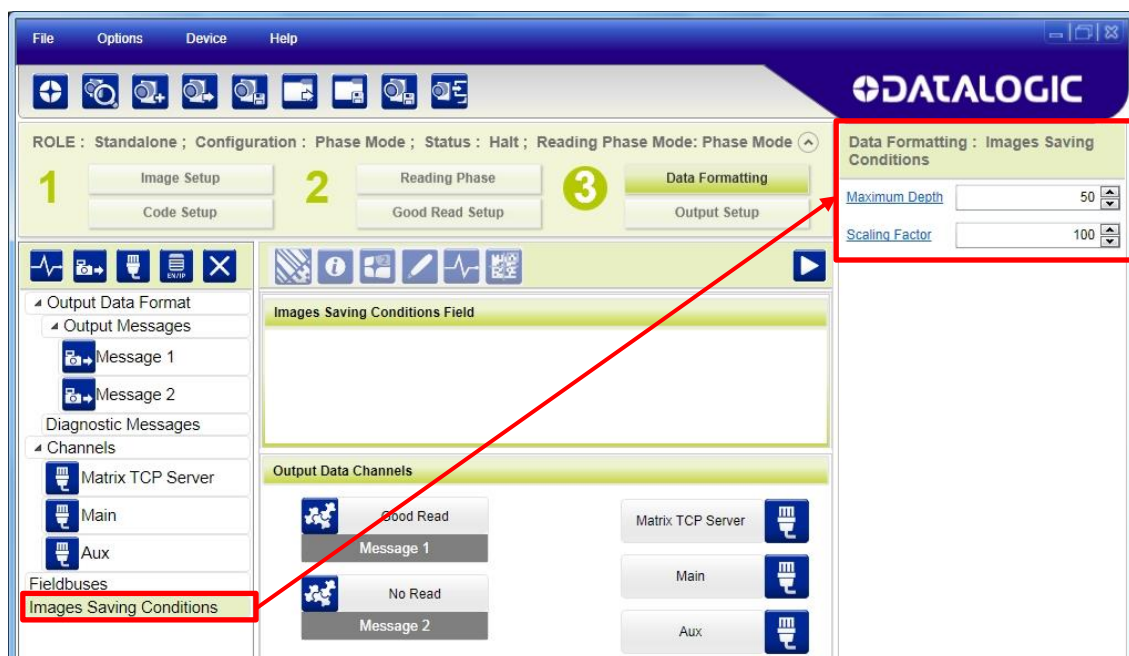 File Options Device Help
DATALOGIC
ROLE : Standalone ; Configuration : Phase Mode ; Status : Halt ; Reading Phase Mode: Phase Mode
1 Image Setup 2 Reading Phase 3 Data Formatting
Code Setup Good Read Setup Output Setup
Data Formatting : Images Saving
Conditions
Maximum Depth 50
Scaling Factor 100
EN/IP
Output Data Format
Output Messages
Message 1
Message 2
Diagnostic Messages
Channels
Matrix TCP Server
Main
Aux
Fieldbuses
Images Saving Conditions
Images Saving Conditions Field
Output Data Channels
Good Read
Message 1
No Read
Message 2
Matrix TCP Server
Main
Aux